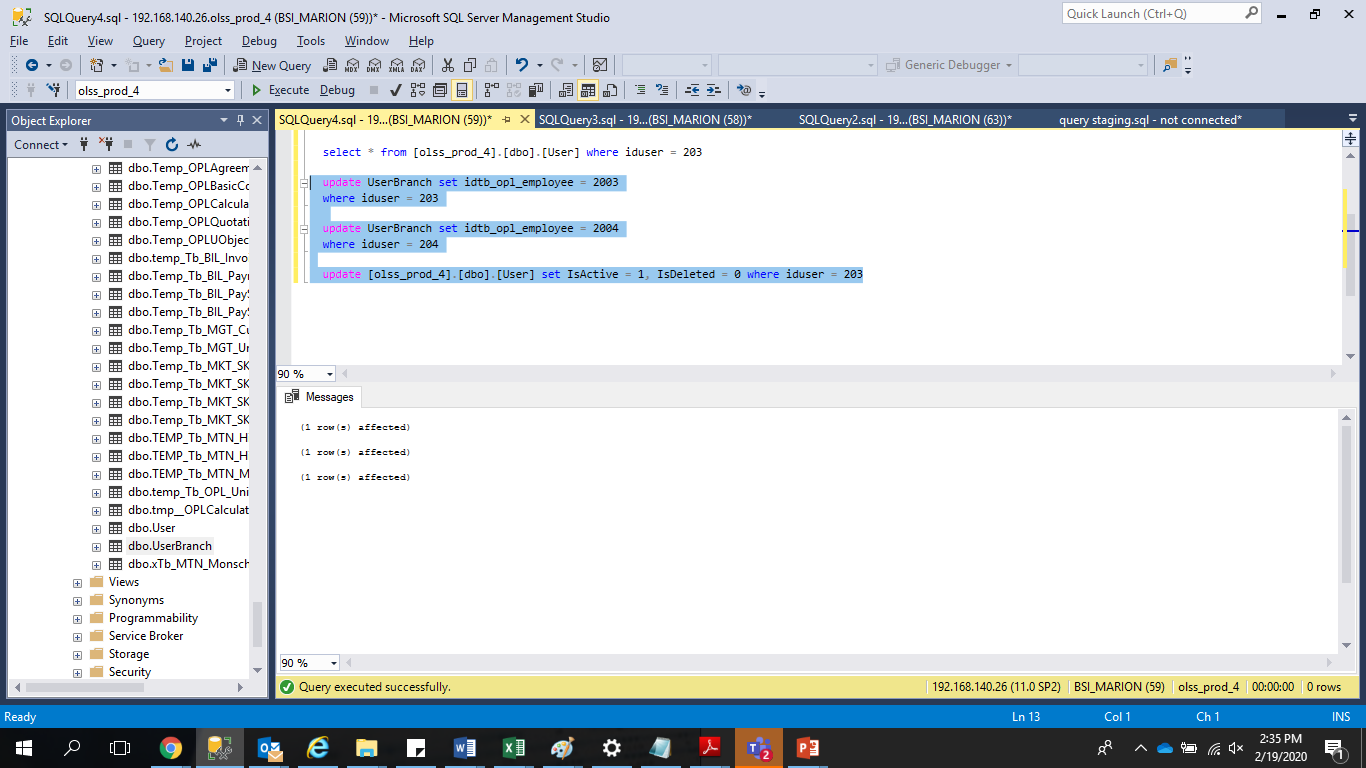 SQLQuery4.sql - 192.168.140.26.olss_prod_4 (BSI_MARION (59))* - Microsoft SQL Server Management Studio
Quick Launch (Ctrl+Q)
File Edit View Query Project Debug Tools Window Help
New Query MDX DMX XMLA DAX Generic Debugger
olss_prod_4 Execute Debug
Object Explorer
Connect
dbo.Temp_OPLAgreem
dbo.Temp_OPLBasicCo
dbo.Temp_OPLCalcula
dbo.Temp_OPLQuotati
dbo.Temp_OPLUObjec
dbo.temp_Tb_BIL_Invo
dbo.Temp_Tb_BIL_Payr
dbo.Temp_Tb_BIL_PayS
dbo.Temp_Tb_BIL_PayS
dbo.Temp_Tb_MGT_Cu
dbo.Temp_Tb_MGT_Ur
dbo.Temp_Tb_MKT_SK
dbo.Temp_Tb_MKT_SK
dbo.Temp_Tb_MKT_SK
dbo.Temp_Tb_MKT_SK
dbo.TEMP_Tb_MTN_H
dbo.TEMP_Tb_MTN_H
dbo.TEMP_Tb_MTN_M
dbo.temp_Tb_OPL_Uni
dbo.tmp__OPLCalculat
dbo.User
dbo.UserBranch
dbo.xTb_MTN_Monsch
Views
Synonyms
Programmability
Service Broker
Storage
Security
SQLQuery4.sql - 19...(BSI_MARION (59))* SQLQuery3.sql - 19...(BSI_MARION (58))* SQLQuery2.sql - 19...(BSI_MARION (63))* query staging.sql - not connected*
select * from [olss_prod_4].[dbo].[User] where iduser = 203
update UserBranch set idtb_opl_employee = 2003
where iduser = 203
update UserBranch set idtb_opl_employee = 2004
where iduser = 204
update [olss_prod_4].[dbo].[User] set IsActive = 1, IsDeleted = 0 where iduser = 203
90 %
Messages
(1 row(s) affected)
(1 row(s) affected)
(1 row(s) affected)
90 %
Query executed successfully. 192.168.140.26 (11.0 SP2) BSI_MARION (59) olss_prod_4 00:00:00 0 rows
Ready Ln 13 Col 1 Ch 1 INS
2:35 PM
2/19/2020